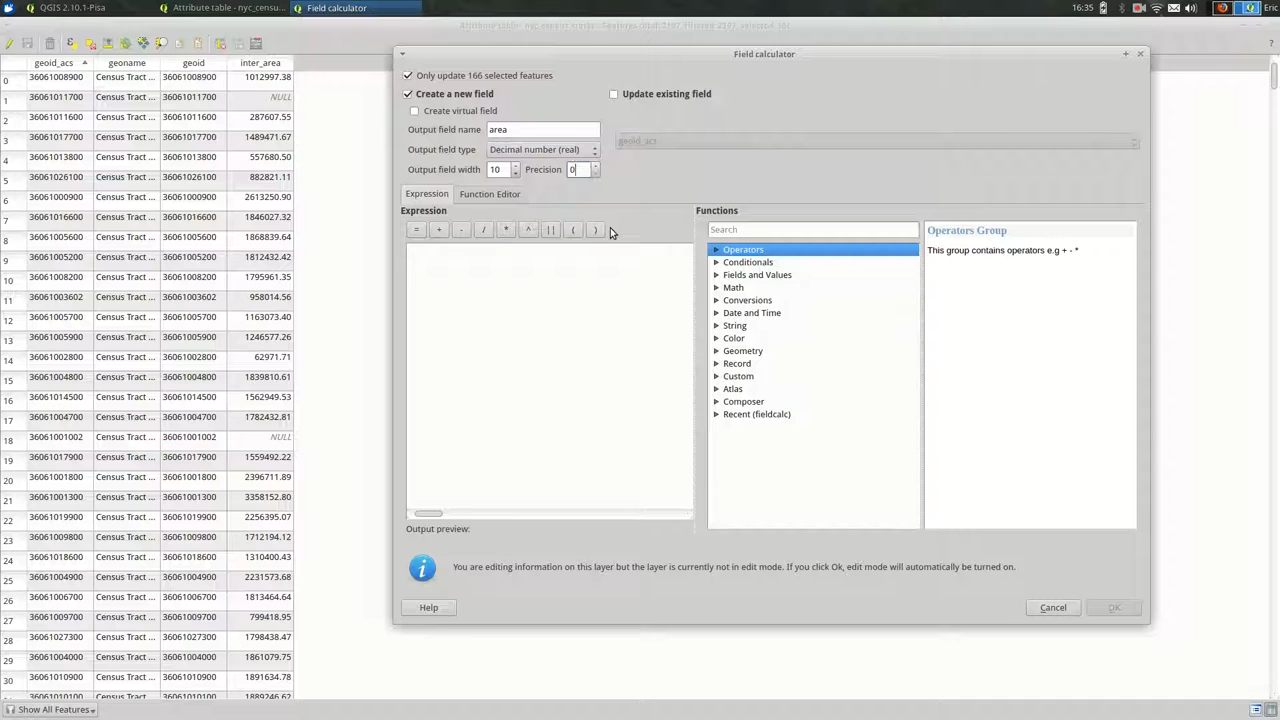 QGIS 2.10.1-Pisa
Attribute table - nyc_censu...
Field calculator
16:35
Eric
?
Field calculator
geoid_acs geoname geoid inter_area
0 36061008900 Census Tract ... 36061008900 1012997.38
1 36061011700 Census Tract ... 36061011700 NULL
2 36061011600 Census Tract ... 36061011600 287607.55
3 36061017700 Census Tract ... 36061017700 1489471.67
4 36061013800 Census Tract ... 36061013800 557680.50
5 36061026100 Census Tract ... 36061026100 882821.11
6 36061000900 Census Tract ... 36061000900 2613250.90
7 36061016600 Census Tract ... 36061016600 1846027.32
8 36061005600 Census Tract ... 36061005600 1868839.64
9 36061005200 Census Tract ... 36061005200 1812432.42
10 36061008200 Census Tract ... 36061008200 1795961.35
11 36061003602 Census Tract ... 36061003602 958014.56
12 36061005700 Census Tract ... 36061005700 1163073.40
13 36061005900 Census Tract ... 36061005900 1246577.26
14 36061002800 Census Tract ... 36061002800 62971.71
15 36061004800 Census Tract ... 36061004800 1839810.61
16 36061014500 Census Tract ... 36061014500 1562949.53
17 36061004700 Census Tract ... 36061004700 1782432.81
18 36061001002 Census Tract ... 36061001002 NULL
19 36061017900 Census Tract ... 36061017900 1559492.22
20 36061001800 Census Tract ... 36061001800 2396711.89
21 36061001300 Census Tract ... 36061001300 3358152.80
22 36061019900 Census Tract ... 36061019900 2256395.07
23 36061009800 Census Tract ... 36061009800 1712194.12
24 36061018600 Census Tract ... 36061018600 1310400.43
25 36061004900 Census Tract ... 36061004900 2231573.68
26 36061006700 Census Tract ... 36061006700 1813464.64
27 36061009700 Census Tract ... 36061009700 799418.95
28 36061027300 Census Tract ... 36061027300 1798438.47
29 36061004000 Census Tract ... 36061004000 1861079.75
30 36061010900 Census Tract ... 36061010900 1891634.78
36061010100 Census Tract ... 36061010100 1889246.62
Show All Features
Only update 166 selected features
Create a new field
Update existing field
Create virtual field
Output field name area
geoid_acs
Output field type Decimal number (real)
Output field width 10 Precision 0
Expression Function Editor
Expression
= + - / * ^ || ( )
Functions
Search
Operators
Conditionals
Fields and Values
Math
Conversions
Date and Time
String
Color
Geometry
Record
Custom
Atlas
Composer
Recent (fieldcalc)
Operators Group
This group contains operators e.g + - *
Output preview:
You are editing information on this layer but the layer is currently not in edit mode. If you click Ok, edit mode will automatically be turned on.
Help
Cancel
OK